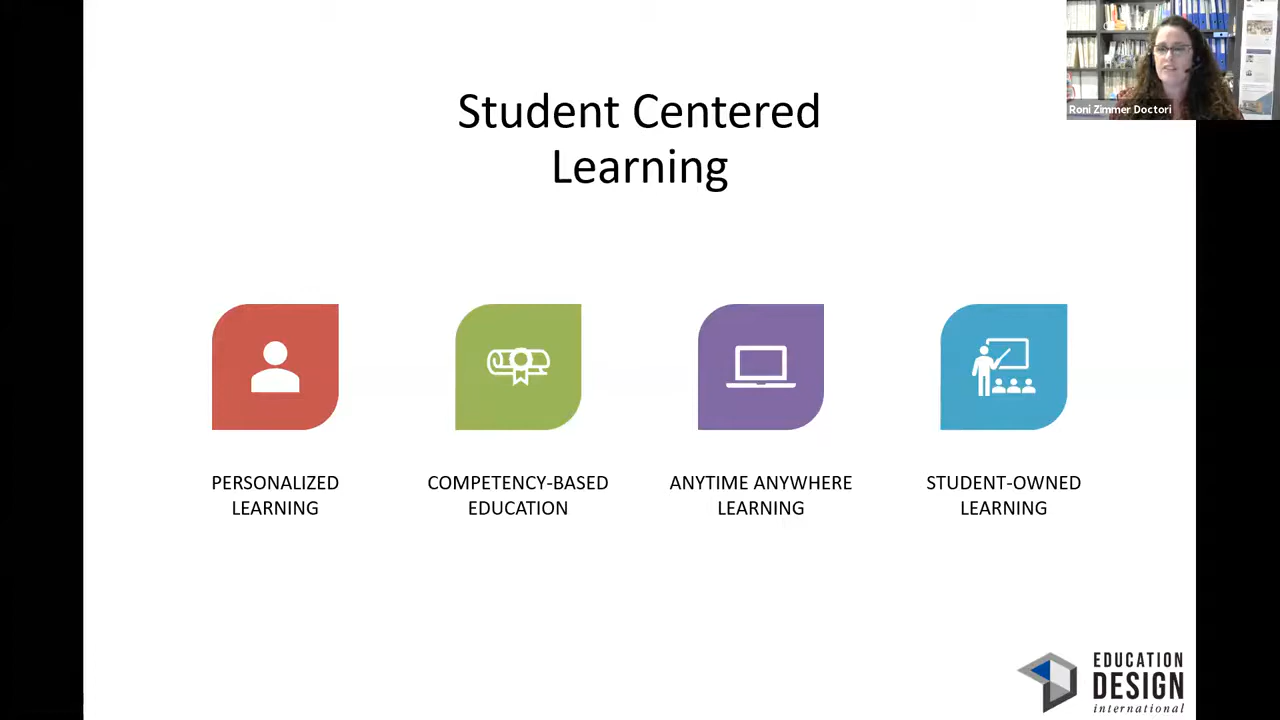 Roni Zimmer Doctori
Student Centered
Learning
PERSONALIZED
LEARNING
COMPETENCY-BASED
EDUCATION
ANYTIME ANYWHERE
LEARNING
STUDENT-OWNED
LEARNING
EDUCATION
DESIGN
international